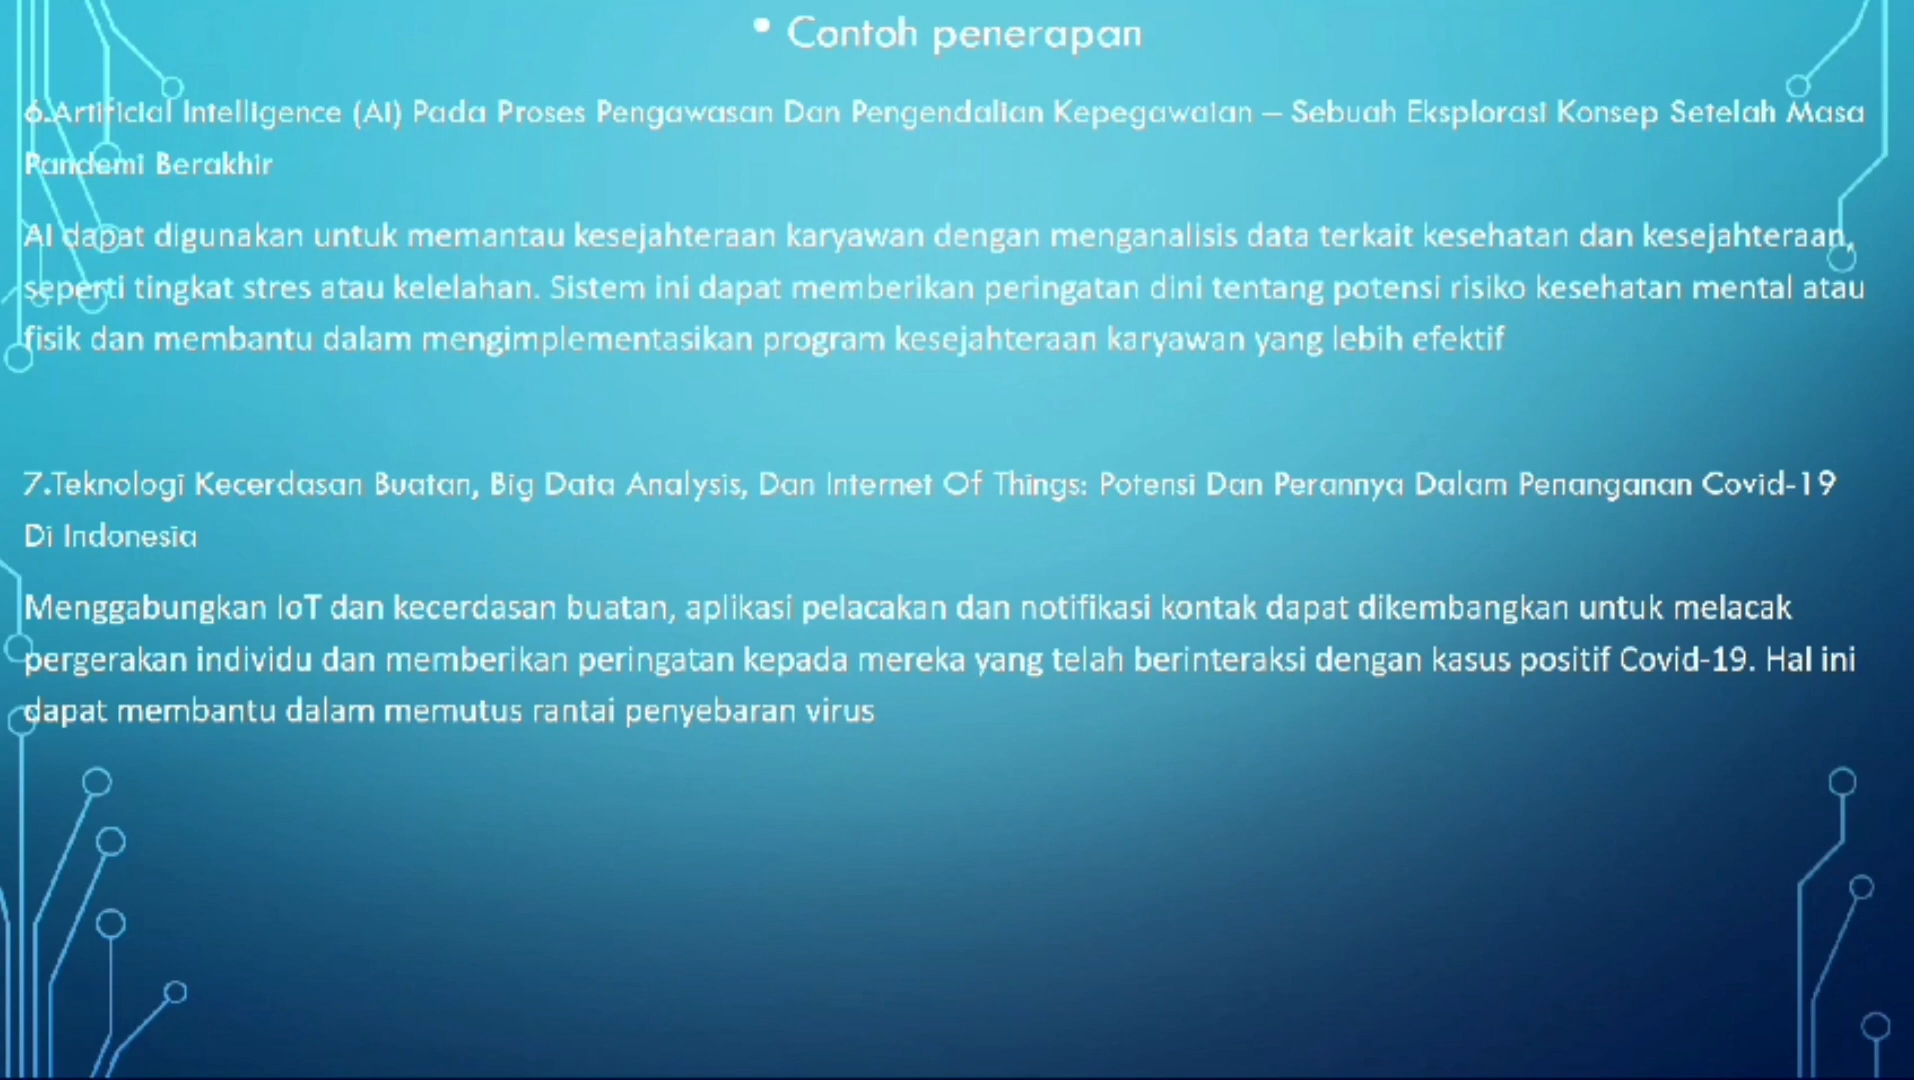 • Contoh penerapan
6.Artificial Intelligence (AI) Pada Proses Pengawasan Dan Pengendalian Kepegawaian – Sebuah Eksplorasi Konsep Setelah Masa
Pandemi Berakhir
AI dapat digunakan untuk memantau kesejahteraan karyawan dengan menganalisis data terkait kesehatan dan kesejahteraan,
seperti tingkat stres atau kelelahan. Sistem ini dapat memberikan peringatan dini tentang potensi risiko kesehatan mental atau
fisik dan membantu dalam mengimplementasikan program kesejahteraan karyawan yang lebih efektif
7.Teknologi Kecerdasan Buatan, Big Data Analysis, Dan Internet Of Things: Potensi Dan Perannya Dalam Penanganan Covid-19
Di Indonesia
Menggabungkan IoT dan kecerdasan buatan, aplikasi pelacakan dan notifikasi kontak dapat dikembangkan untuk melacak
pergerakan individu dan memberikan peringatan kepada mereka yang telah berinteraksi dengan kasus positif Covid-19. Hal ini
dapat membantu dalam memutus rantai penyebaran virus